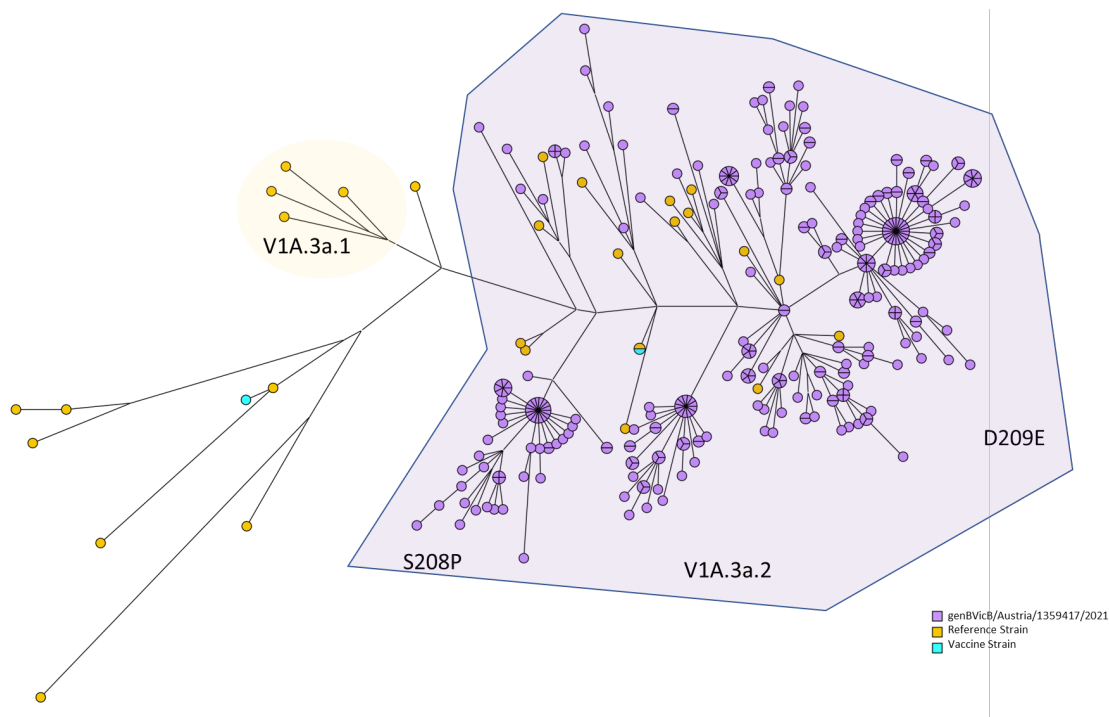 V1A.3a.1
D209E
S208P
V1A.3a.2
genBVicB/Austria/1359417/2021
Reference Strain
Vaccine Strain